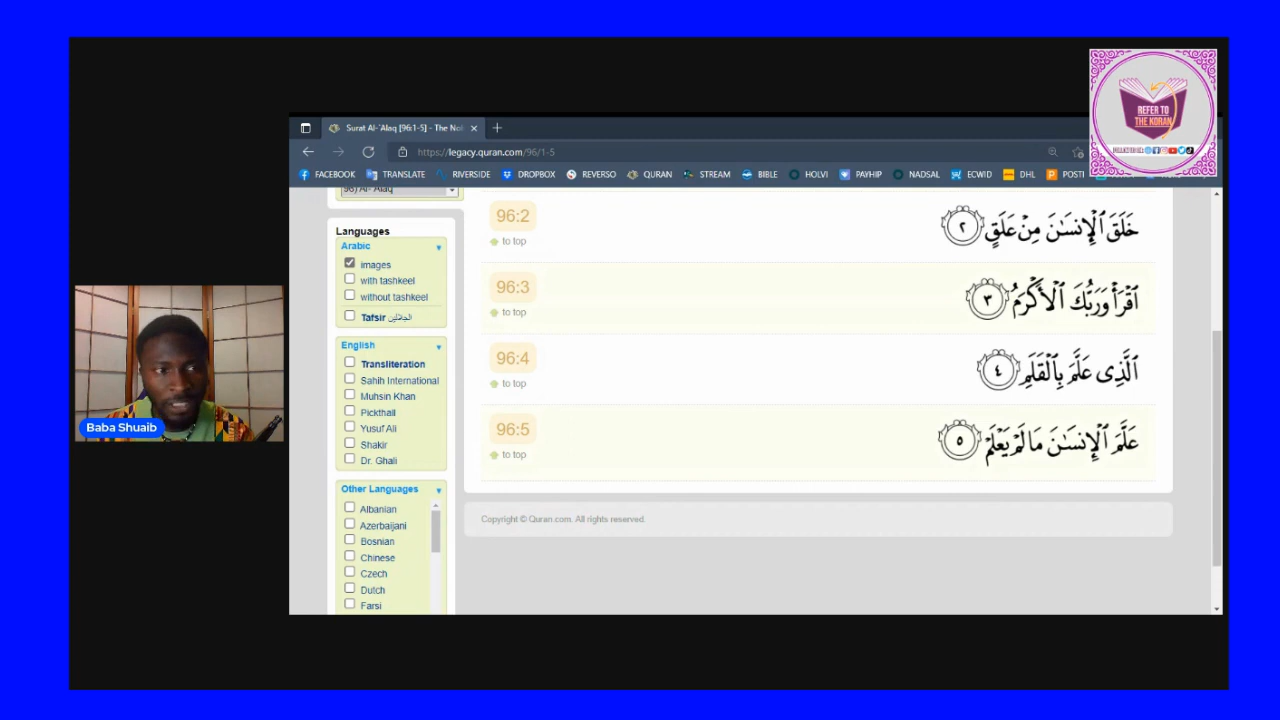 REFER TO
THE KORAN
Surat Al-`Alaq [96:1-5] - The No
https://legacy.quran.com/96/1-5
FACEBOOK TRANSLATE RIVERSIDE DROPBOX REVERSO QURAN STREAM BIBLE HOLVI PAYHIP NADSAL ECWID DHL POSTI
96) Al-`Alaq
Languages
Arabic
images
with tashkeel
without tashkeel
Tafsir الجلالين
English
Transliteration
Sahih International
Muhsin Khan
Pickthall
Yusuf Ali
Shakir
Dr. Ghali
Other Languages
Albanian
Azerbaijani
Bosnian
Chinese
Czech
Dutch
Farsi
96:2
to top
خَلَقَ ٱلْإِنسَـٰنَ مِنْ عَلَقٍ ٢
96:3
to top
ٱقْرَأْ وَرَبُّكَ ٱلْأَكْرَمُ ٣
96:4
to top
ٱلَّذِى عَلَّمَ بِٱلْقَلَمِ ٤
96:5
to top
عَلَّمَ ٱلْإِنسَـٰنَ مَا لَمْ يَعْلَمْ ٥
Copyright © Quran.com. All rights reserved.
Baba Shuaib